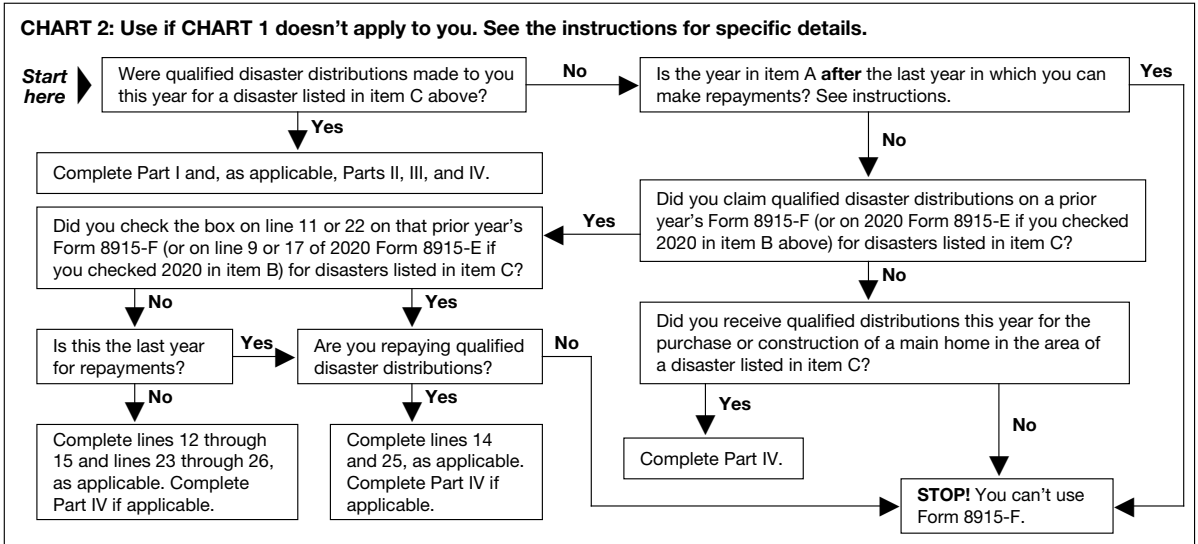 CHART 2: Use if CHART 1 doesn't apply to you. See the instructions for specific details.
Start
here
Were qualified disaster distributions made to you
this year for a disaster listed in item C above?
No
Is the year in item A after the last year in which you can
make repayments? See instructions.
Yes
Yes
No
Complete Part I and, as applicable, Parts II, III, and IV.
Did you claim qualified disaster distributions on a prior
year's Form 8915-F (or on 2020 Form 8915-E if you checked
2020 in item B above) for disasters listed in item C?
Yes
Did you check the box on line 11 or 22 on that prior year's
Form 8915-F (or on line 9 or 17 of 2020 Form 8915-E if
you checked 2020 in item B) for disasters listed in item C?
No
No
Yes
Did you receive qualified distributions this year for the
purchase or construction of a main home in the area of
a disaster listed in item C?
Is this the last year
for repayments?
Yes
Are you repaying qualified
disaster distributions?
No
No
Yes
Yes
No
Complete lines 12 through
15 and lines 23 through 26,
as applicable. Complete
Part IV if applicable.
Complete lines 14
and 25, as applicable.
Complete Part IV if
applicable.
Complete Part IV.
STOP! You can't use
Form 8915-F.